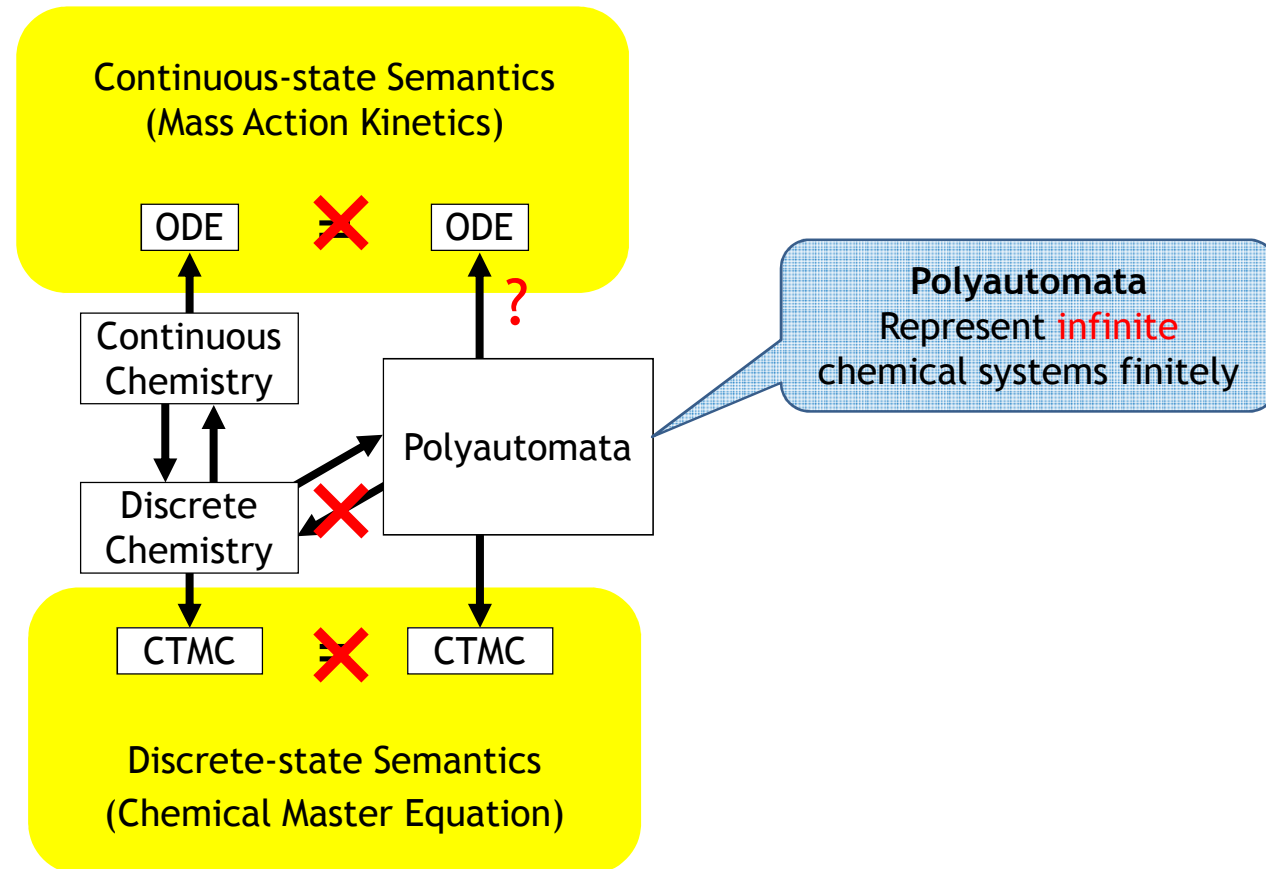 Continuous-state Semantics
(Mass Action Kinetics)
ODE
ODE
?
Continuous
Chemistry
Polyautomata
Represent infinite
chemical systems finitely
Polyautomata
Discrete
Chemistry
CTMC
CTMC
Discrete-state Semantics
(Chemical Master Equation)